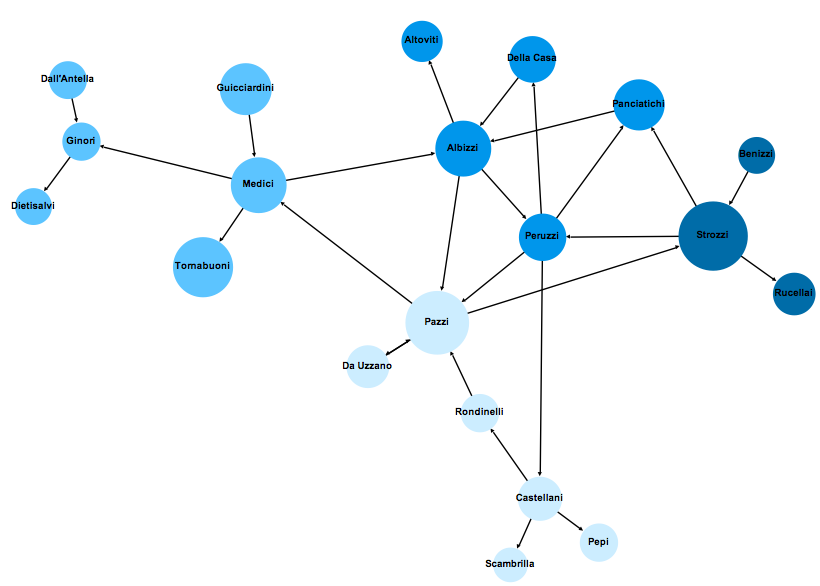 Altoviti
Della Casa
Dall'Antella
Guicciardini
Panciatichi
Ginori
Albizzi
Benizzi
Medici
Dietisalvi
Peruzzi
Strozzi
Tornabuoni
Rucellai
Pazzi
Da Uzzano
Rondinelli
Castellani
Pepi
Scambrilla